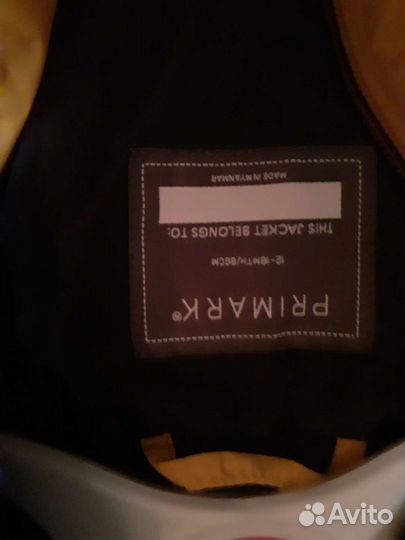 PRIMARK®
12-18MTH/86CM
THIS JACKET BELONGS TO:
MADE IN MYANMAR
Avito